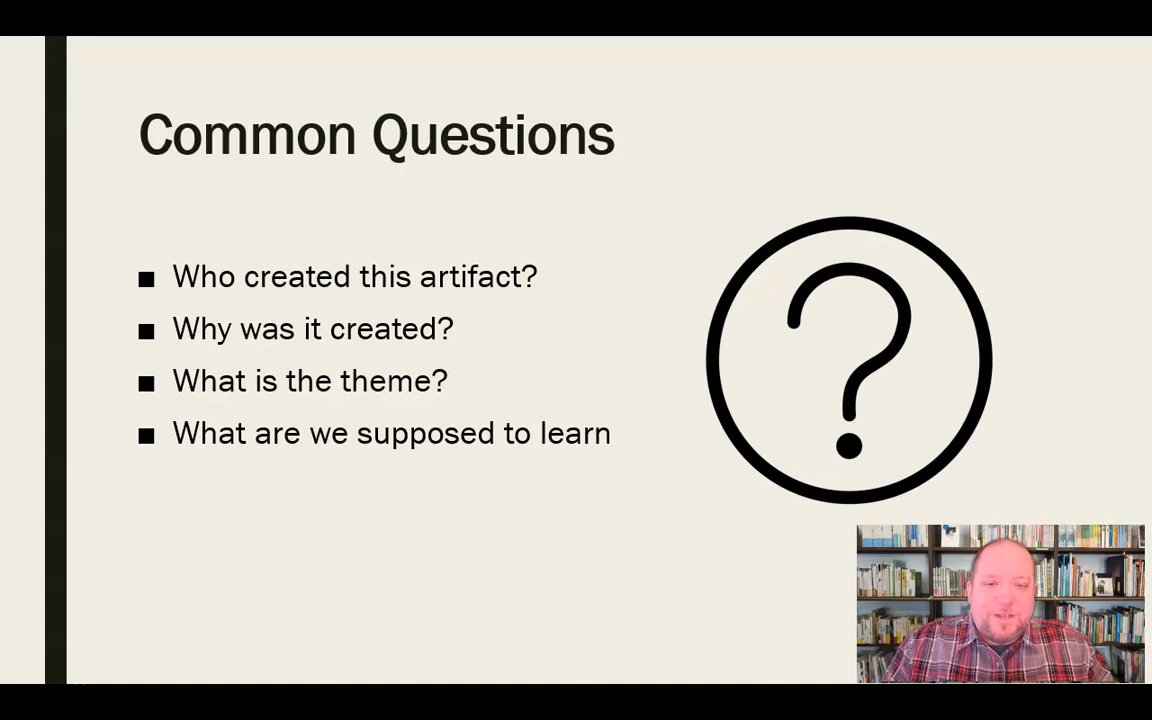 Common Questions
Who created this artifact?
Why was it created?
What is the theme?
What are we supposed to learn